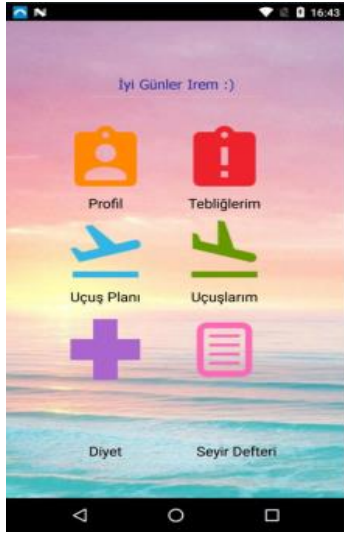 16:43
İyi Günler Irem :)
Profil Tebliğlerim
Uçuş Planı Uçuşlarım
Diyet Seyir Defteri